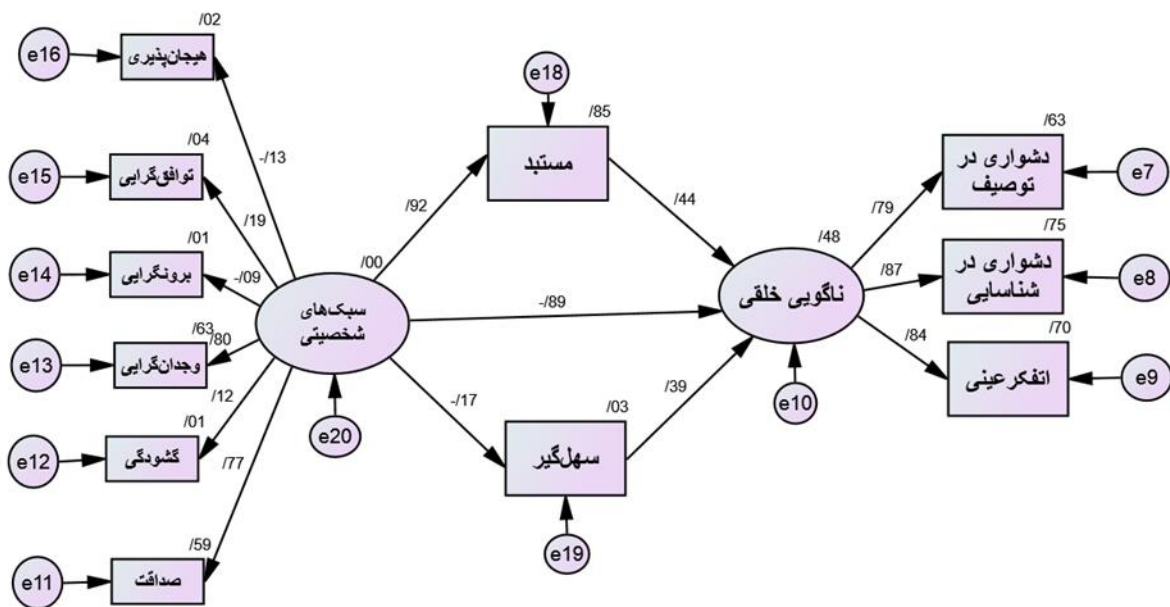 /02
e16
هیجان‌پذیری
-/13
/04
e15
توافق‌گرایی
/19
/01
e14
برونگرایی
-/09
/63
e13
وجدان‌گرایی
/80
/01
e12
گشودگی
/12
/59
e11
صداقت
/77
/00
سبک‌های
شخصیتی
e20
/92
-/89
-/17
e18
/85
مستبد
/44
/03
سهل‌گیر
e19
/39
/48
ناگویی خلقی
e10
/79
/87
/84
/63
دشواری در
توصیف
e7
/75
دشواری در
شناسایی
e8
/70
اتفکرعینی
e9